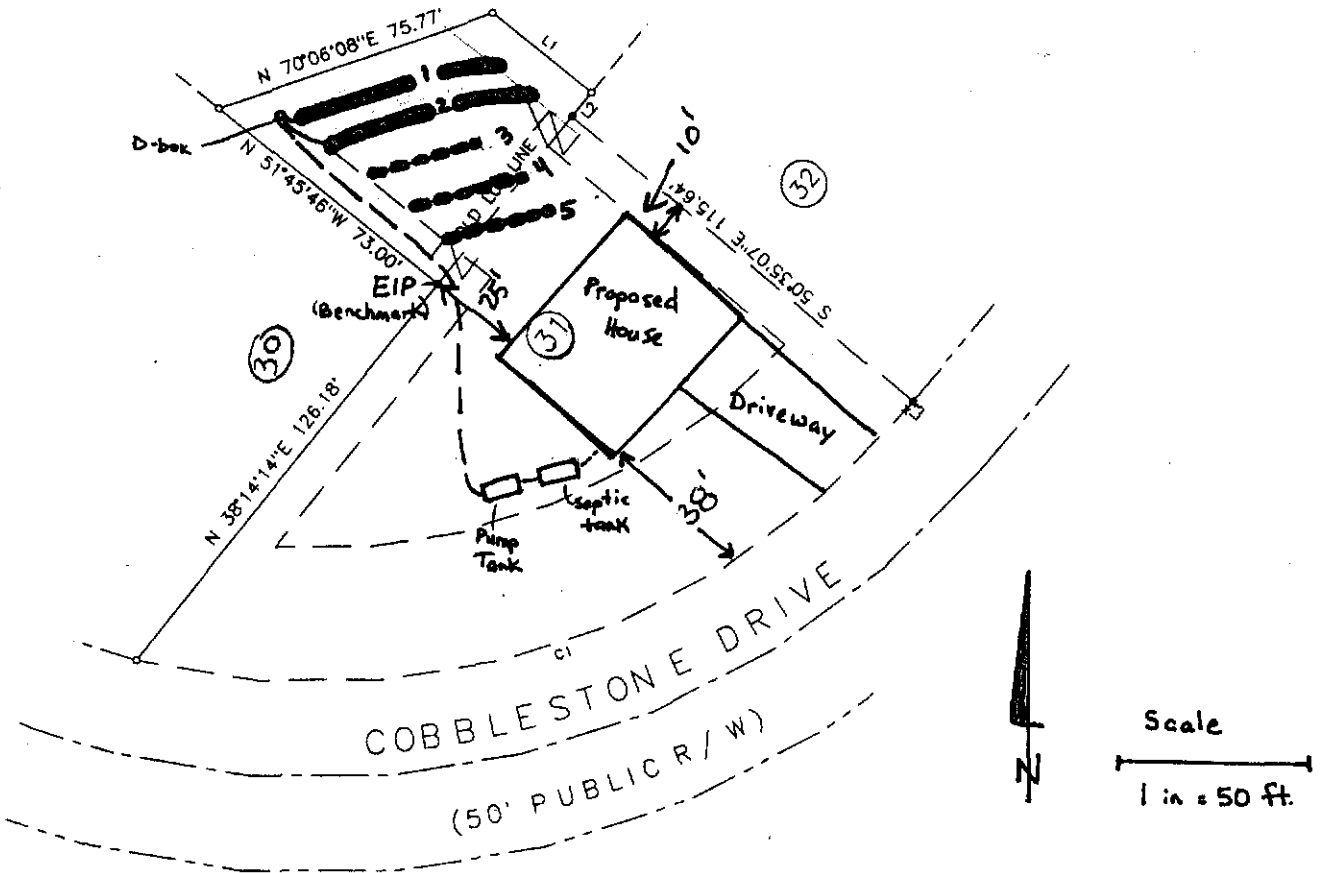 N 70°06'08"E 75.77'
L1
1
2
L2
D-box
3
10'
N 51°45'46"W 73.00'
OLD LOT LINE
4
32
5
S 50°35'07"E 115.64'
EIP
(Benchmark)
25'
Proposed
House
31
30
Driveway
N 38°14'14"E 126.18'
38'
septic
tank
Pump
Tank
C1
COBBLESTONE DRIVE
(50' PUBLIC R/W)
N
Scale
1 in = 50 ft.